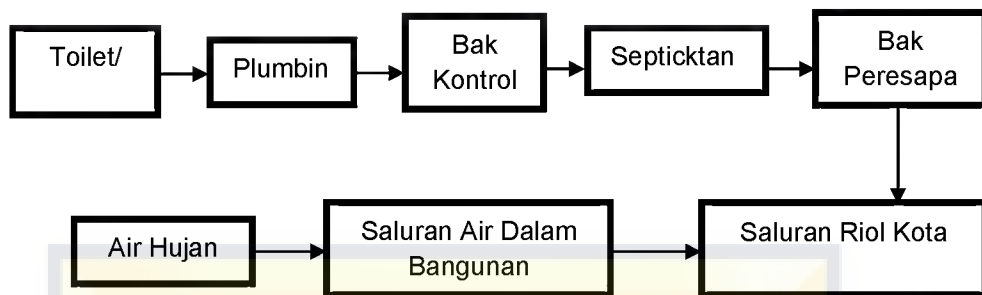 Toilet/
Plumbin
Bak
Kontrol
Septicktan
Bak
Peresapa
Air Hujan
Saluran Air Dalam
Bangunan
Saluran Riol Kota